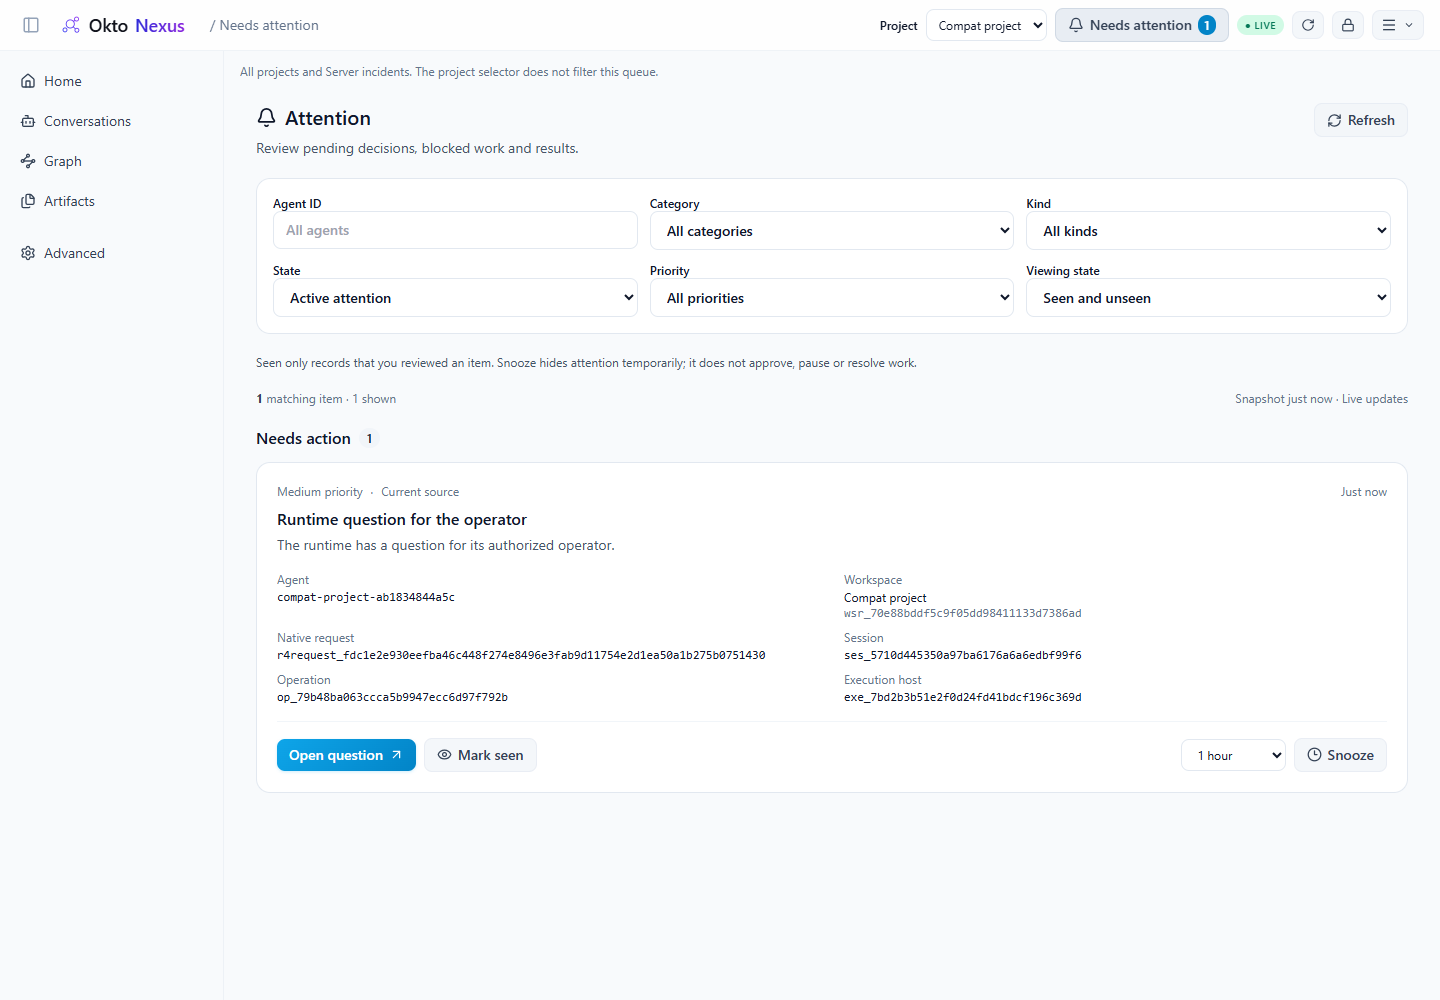 Okto Nexus
/ Needs attention
Project
Compat project
Needs attention 1
LIVE
Home
Conversations
Graph
Artifacts
Advanced
All projects and Server incidents. The project selector does not filter this queue.
Attention
Refresh
Review pending decisions, blocked work and results.
Agent ID
All agents
Category
All categories
Kind
All kinds
State
Active attention
Priority
All priorities
Viewing state
Seen and unseen
Seen only records that you reviewed an item. Snooze hides attention temporarily; it does not approve, pause or resolve work.
1 matching item · 1 shown
Snapshot just now · Live updates
Needs action 1
Medium priority · Current source
Just now
Runtime question for the operator
The runtime has a question for its authorized operator.
Agent
compat-project-ab1834844a5c
Workspace
Compat project
wsr_70e88bddf5c9f05dd98411133d7386ad
Native request
r4request_fdc1e2e930eefba46c448f274e8496e3fab9d11754e2d1ea50a1b275b0751430
Session
ses_5710d445350a97ba6176a6a6edbf99f6
Operation
op_79b48ba063ccca5b9947ecc6d97f792b
Execution host
exe_7bd2b3b51e2f0d24fd41bdcf196c369d
Open question
Mark seen
1 hour
Snooze